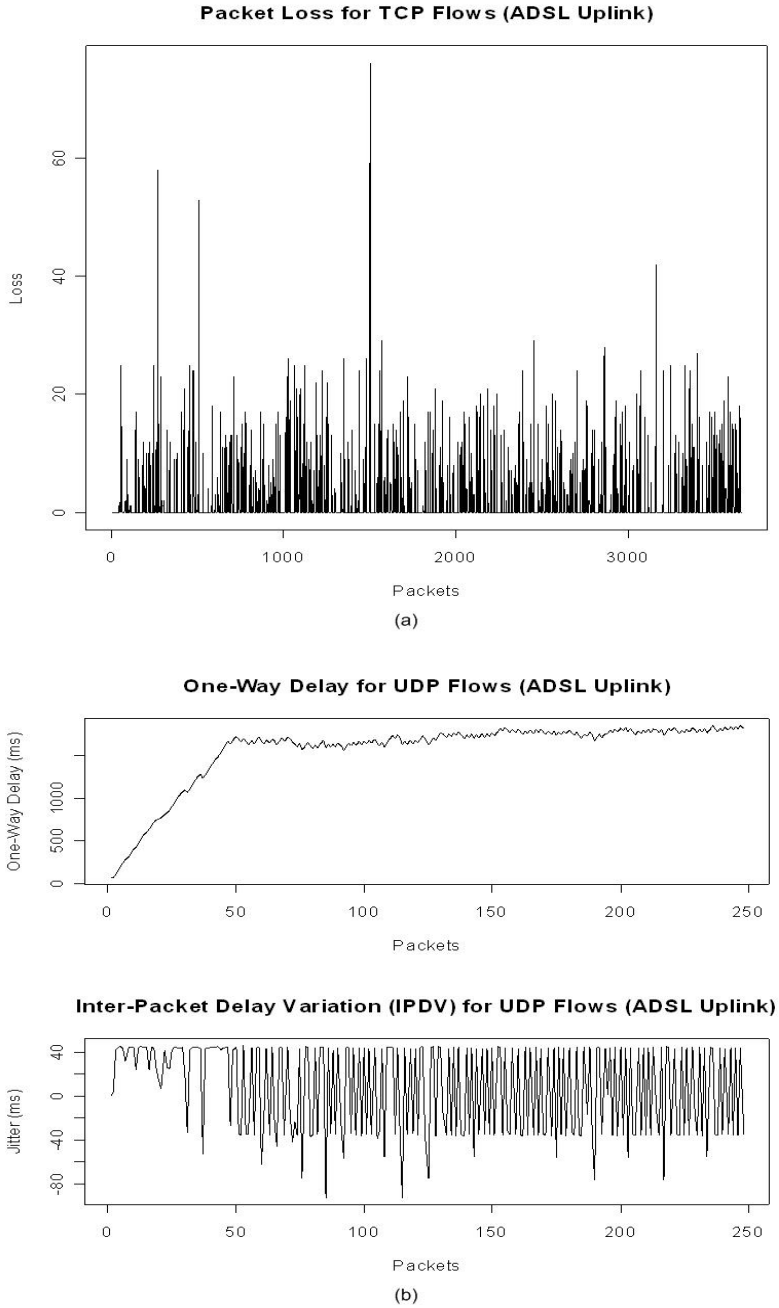 Packet Loss for TCP Flows (ADSL Uplink)
Loss
60
40
20
0
0 1000 2000 3000
Packets
(a)
One-Way Delay for UDP Flows (ADSL Uplink)
One-Way Delay (ms)
1000
500
0
0 50 100 150 200 250
Packets
Inter-Packet Delay Variation (IPDV) for UDP Flows (ADSL Uplink)
Jitter (ms)
40
0
-40
-80
0 50 100 150 200 250
Packets
(b)